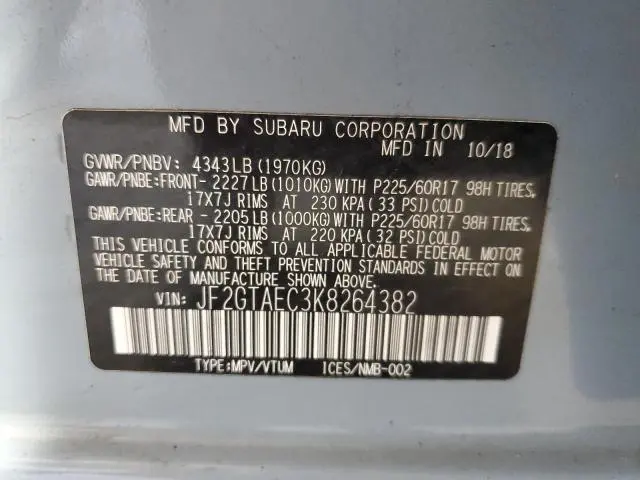 MFD BY SUBARU CORPORATION
MFD IN 10/18
GVWR/PNBV: 4343LB(1970KG)
GAWR/PNBE:FRONT- 2227LB(1010KG)WITH P225/60R17 98H TIRES,
17X7J RIMS AT 230 KPA(33 PSI)COLD
GAWR/PNBE:REAR - 2205LB(1000KG)WITH P225/60R17 98H TIRES,
17X7J RIMS AT 220 KPA(32 PSI)COLD
THIS VEHICLE CONFORMS TO ALL APPLICABLE FEDERAL MOTOR
VEHICLE SAFETY AND THEFT PREVENTION STANDARDS IN EFFECT ON
THE DATE OF MANUFACTURE SHOWN ABOVE.
VIN: JF2GTAEC3K8264382
TYPE:MPV/VTUM ICES/NMB-002